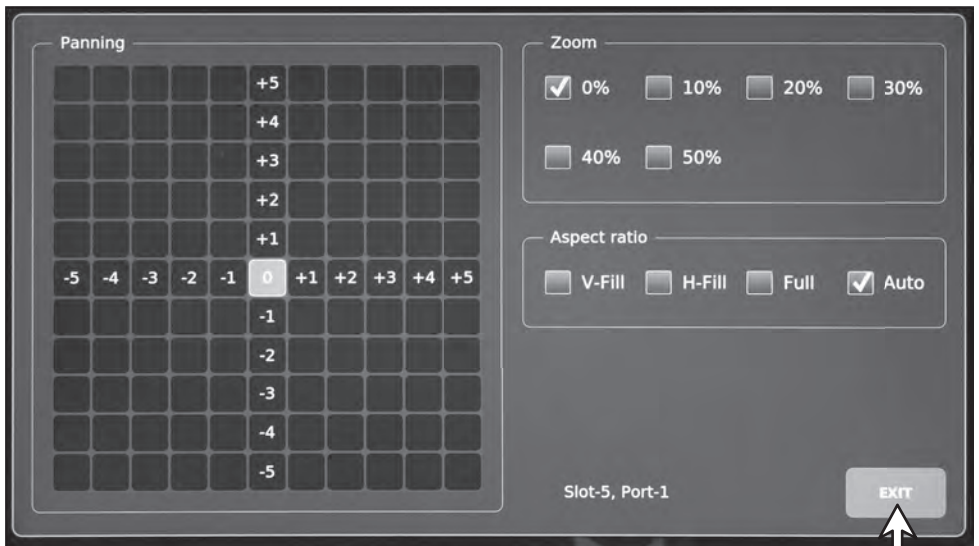 Panning
+5
+4
+3
+2
+1
-5 -4 -3 -2 -1 0 +1 +2 +3 +4 +5
-1
-2
-3
-4
-5
Zoom
0% 10% 20% 30%
40% 50%
Aspect ratio
V-Fill H-Fill Full Auto
Slot-5, Port-1
EXIT